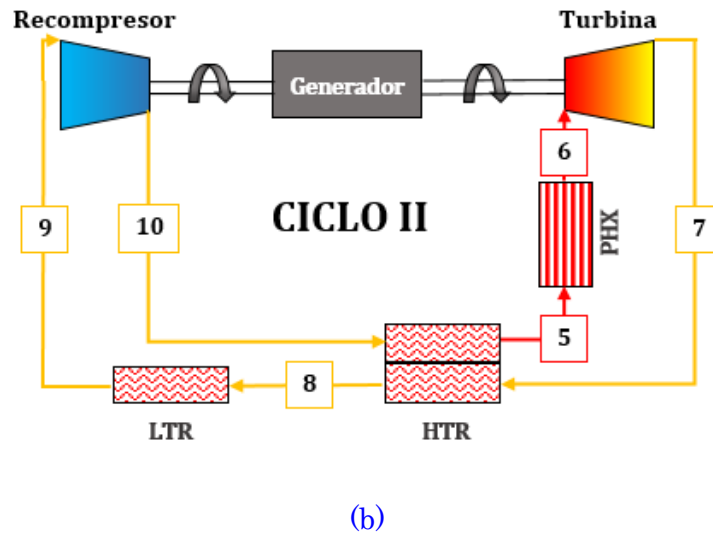 Recompresor
Turbina
Generador
6
9
10
CICLO II
PHX
7
5
8
LTR
HTR
(b)